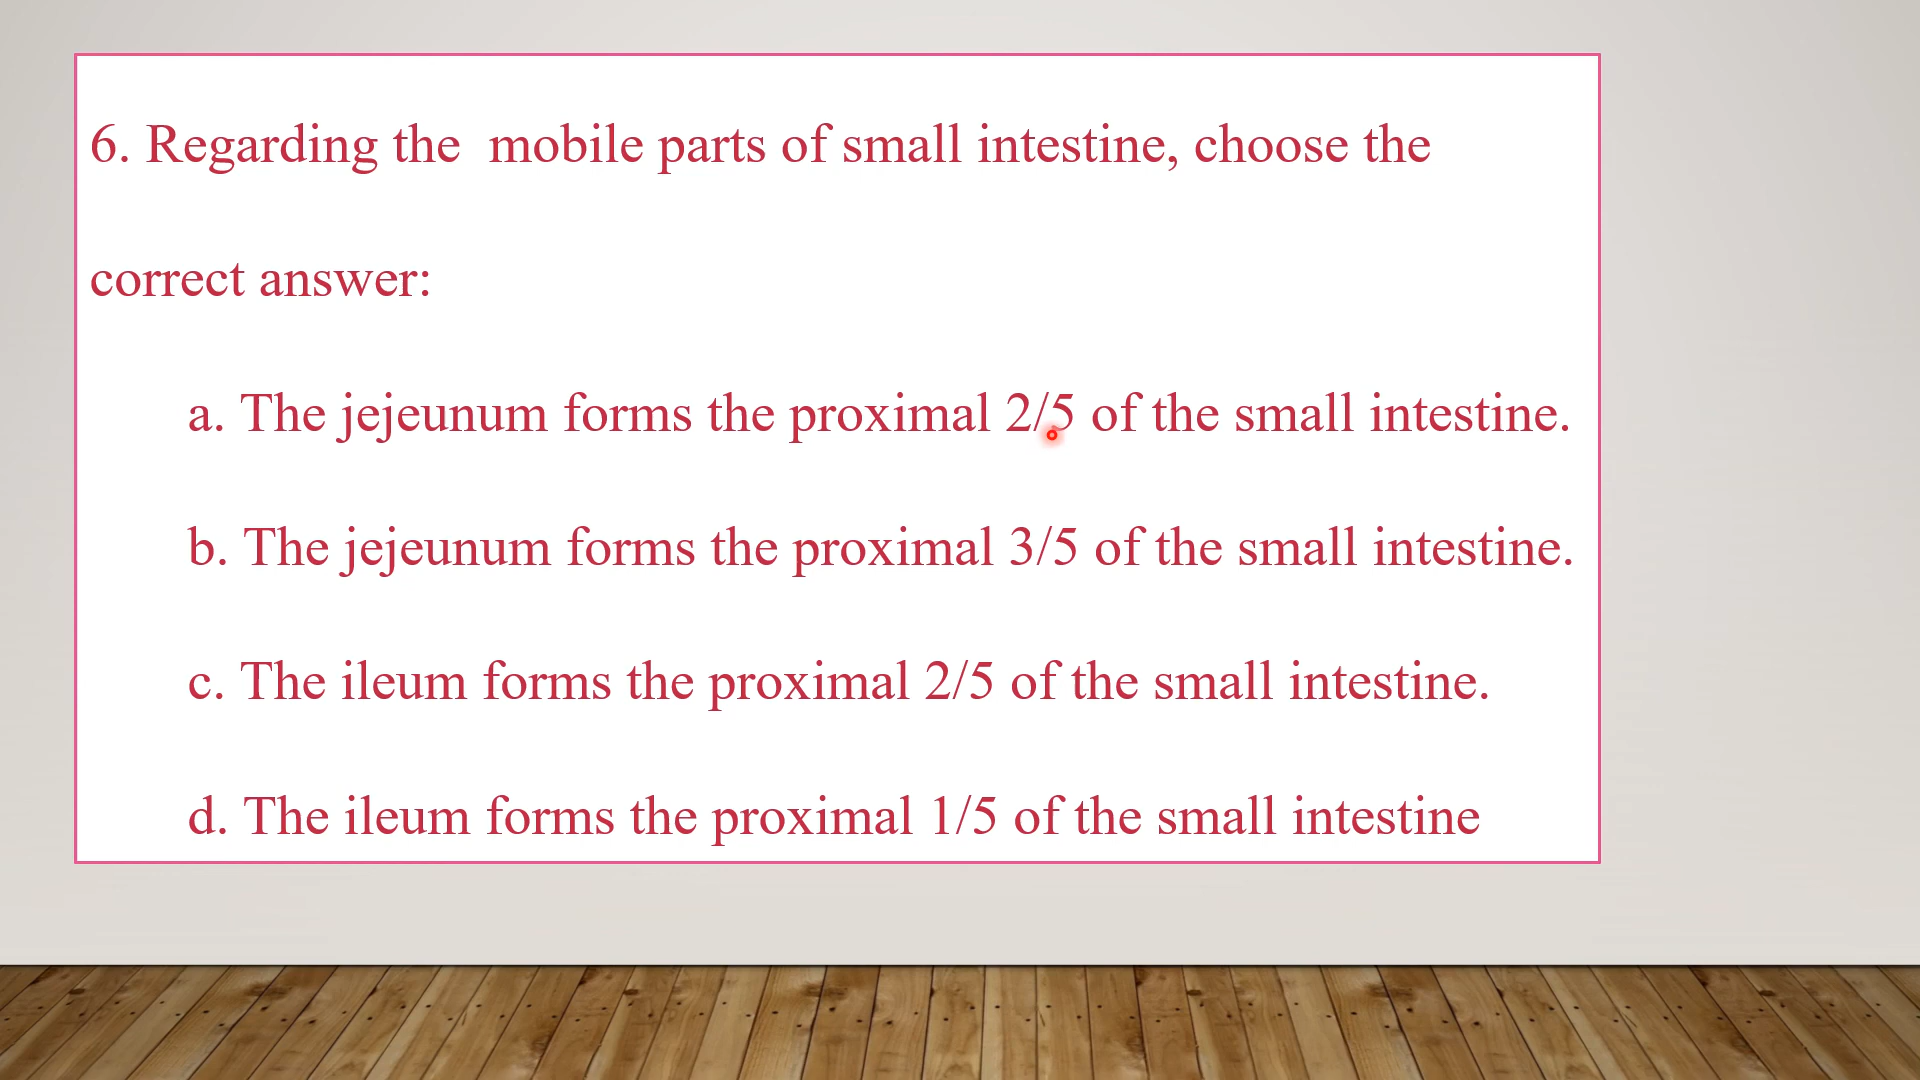 6. Regarding the  mobile parts of small intestine, choose the
correct answer:
a. The jejeunum forms the proximal 2/5 of the small intestine.
b. The jejeunum forms the proximal 3/5 of the small intestine.
c. The ileum forms the proximal 2/5 of the small intestine.
d. The ileum forms the proximal 1/5 of the small intestine